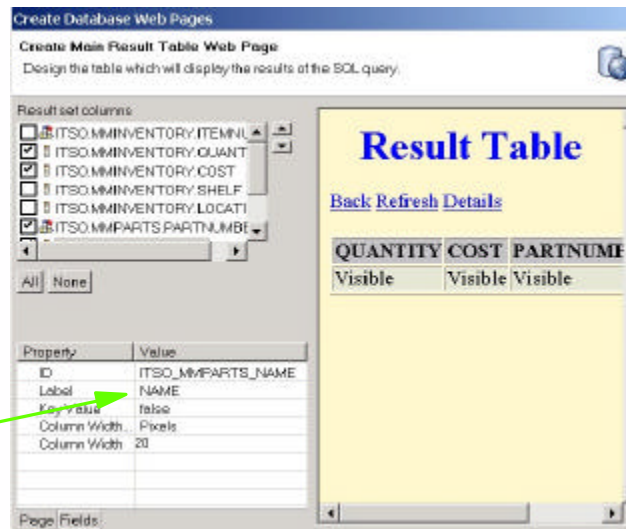 Create Database Web Pages
Create Main Result Table Web Page
Design the table which will display the results of the SQL query.
Result set columns
ITSO.MMINVENTORY.ITEMNU
ITSO.MMINVENTORY.QUANT
ITSO.MMINVENTORY.COST
ITSO.MMINVENTORY.SHELF
ITSO.MMINVENTORY.LOCATI
ITSO.MMPARTS.PARTNUMBE
All None
Property Value
ID ITSO_MMPARTS_NAME
Label NAME
Key Value false
Column Width... Pixels
Column Width 20
Page Fields
Result Table
Back Refresh Details
QUANTITY COST PARTNUME
Visible Visible Visible